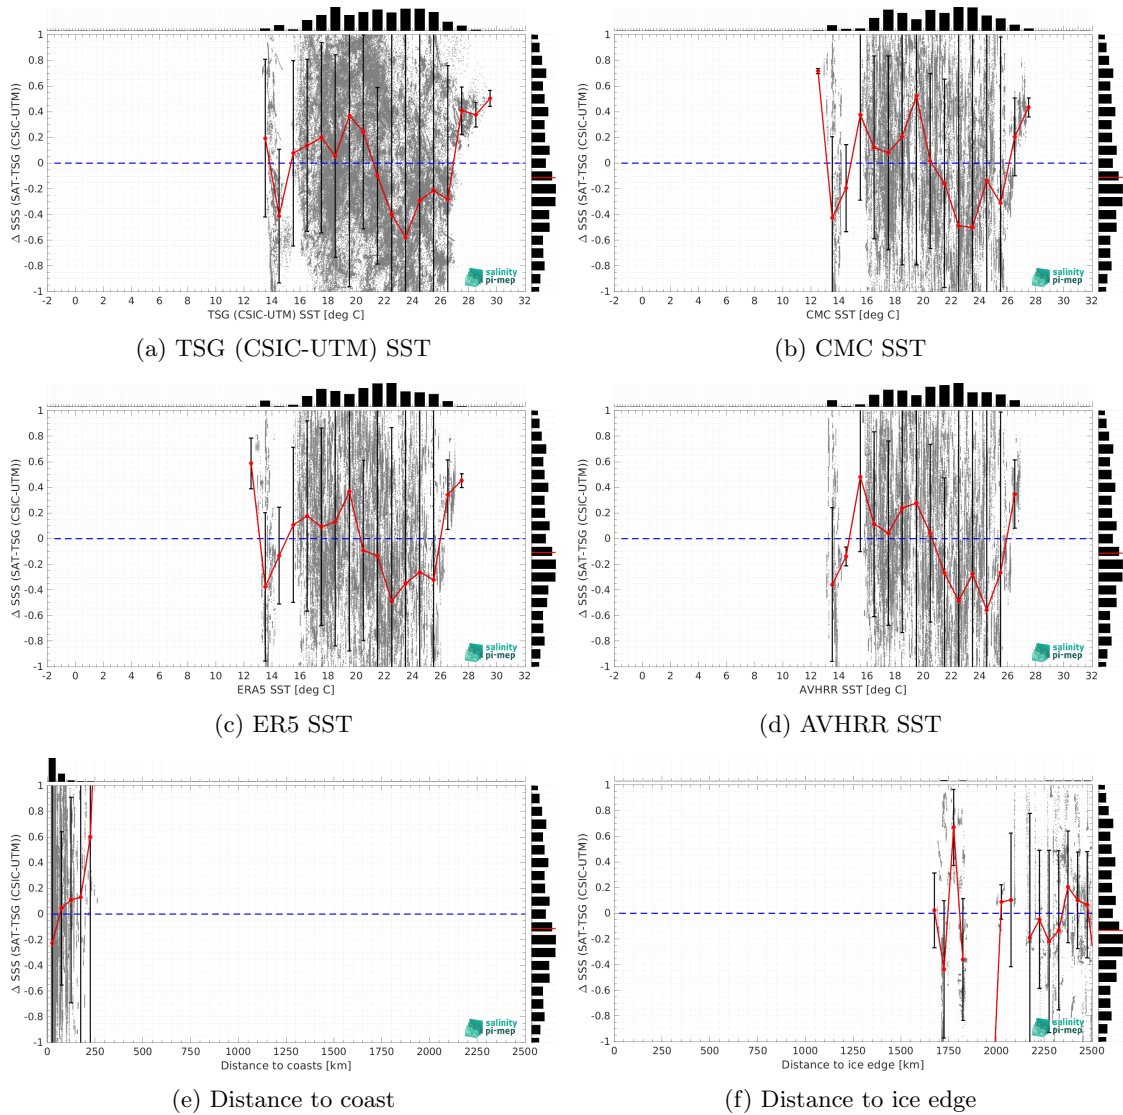 1
0.8
0.6
0.4
0.2
0
-0.2
-0.4
-0.6
-0.8
-1
Δ SSS (SAT-TSG (CSIC-UTM))
-2 0 2 4 6 8 10 12 14 16 18 20 22 24 26 28 30 32
TSG (CSIC-UTM) SST [deg C]
salinity
pi-mep
(a) TSG (CSIC-UTM) SST
1
0.8
0.6
0.4
0.2
0
-0.2
-0.4
-0.6
-0.8
-1
Δ SSS (SAT-TSG (CSIC-UTM))
-2 0 2 4 6 8 10 12 14 16 18 20 22 24 26 28 30 32
CMC SST [deg C]
salinity
pi-mep
(b) CMC SST
1
0.8
0.6
0.4
0.2
0
-0.2
-0.4
-0.6
-0.8
-1
Δ SSS (SAT-TSG (CSIC-UTM))
-2 0 2 4 6 8 10 12 14 16 18 20 22 24 26 28 30 32
ERA5 SST [deg C]
salinity
pi-mep
(c) ER5 SST
1
0.8
0.6
0.4
0.2
0
-0.2
-0.4
-0.6
-0.8
-1
Δ SSS (SAT-TSG (CSIC-UTM))
-2 0 2 4 6 8 10 12 14 16 18 20 22 24 26 28 30 32
AVHRR SST [deg C]
salinity
pi-mep
(d) AVHRR SST
1
0.8
0.6
0.4
0.2
0
-0.2
-0.4
-0.6
-0.8
-1
Δ SSS (SAT-TSG (CSIC-UTM))
0 250 500 750 1000 1250 1500 1750 2000 2250 2500
Distance to coasts [km]
salinity
pi-mep
(e) Distance to coast
1
0.8
0.6
0.4
0.2
0
-0.2
-0.4
-0.6
-0.8
-1
Δ SSS (SAT-TSG (CSIC-UTM))
0 250 500 750 1000 1250 1500 1750 2000 2250 2500
Distance to ice edge [km]
salinity
pi-mep
(f) Distance to ice edge